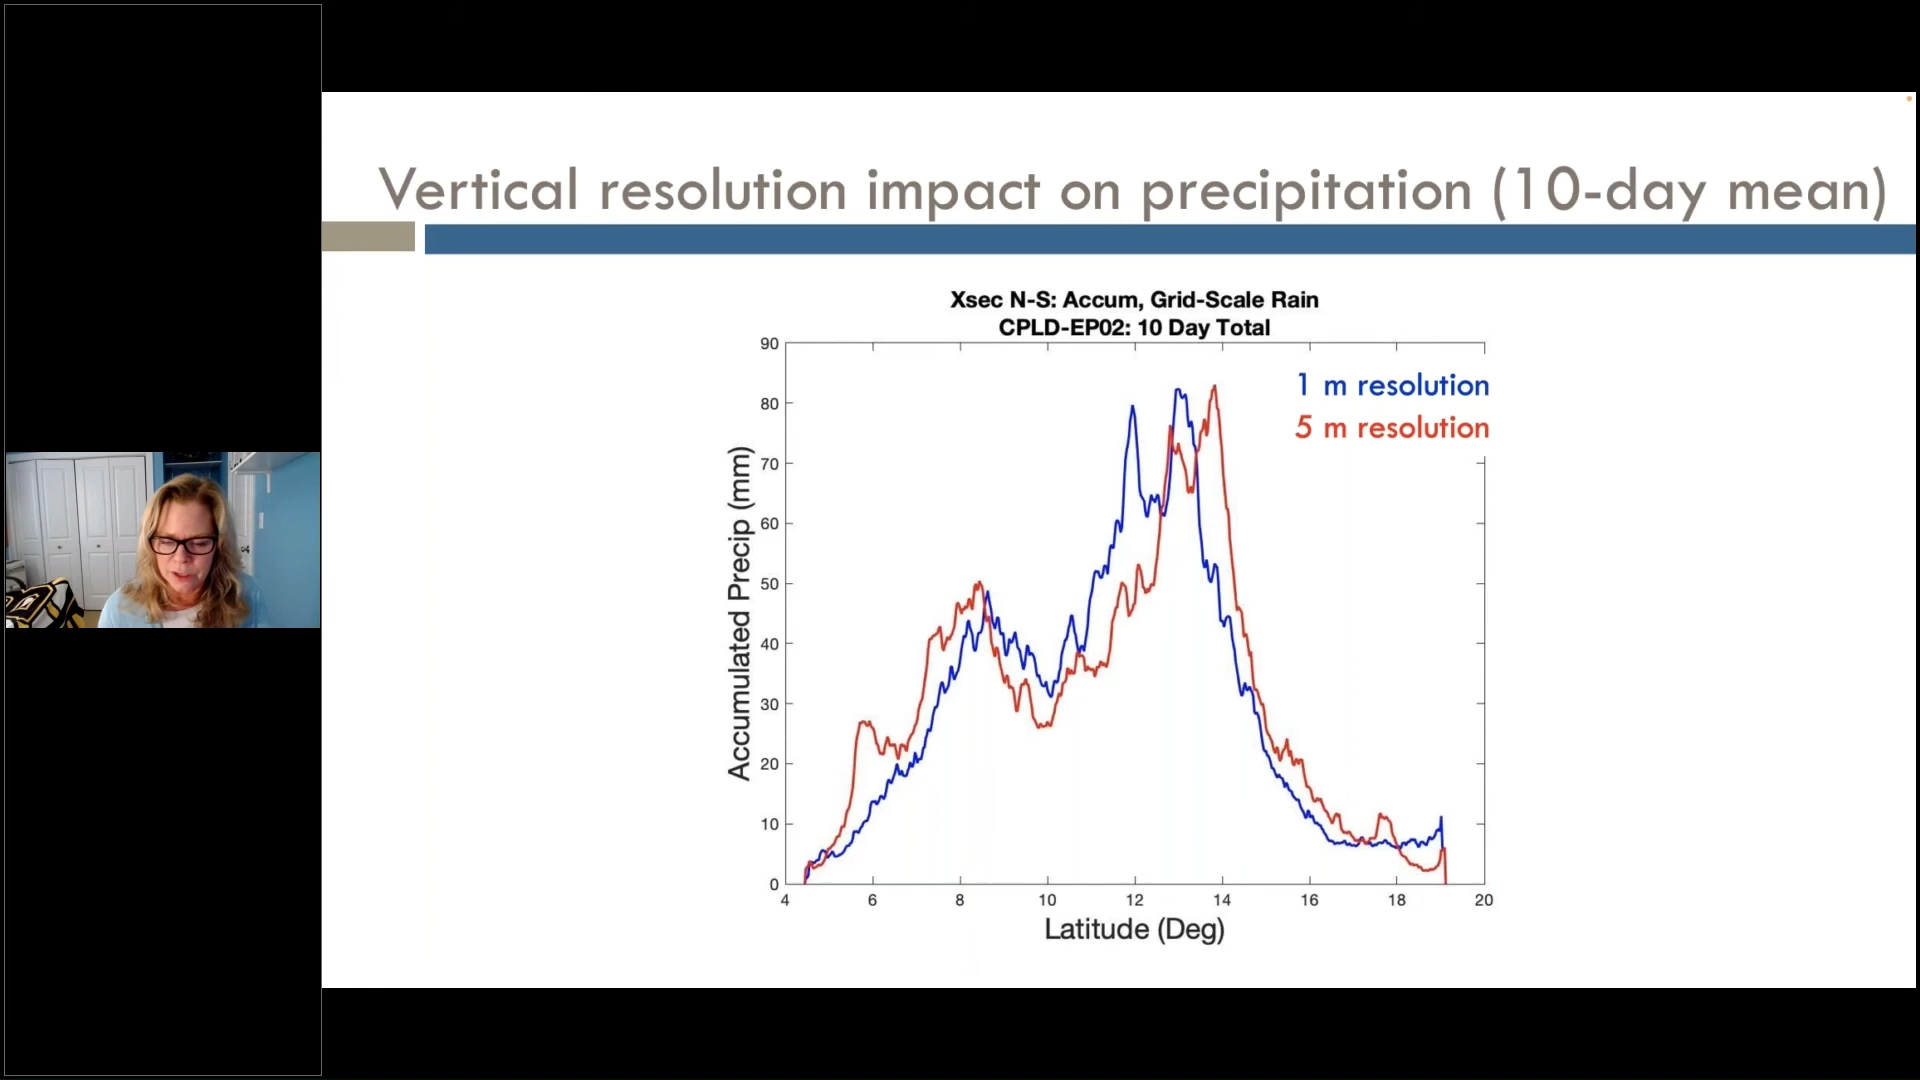 Vertical resolution impact on precipitation (10-day mean)
Xsec N-S: Accum, Grid-Scale Rain
CPLD-EP02: 10 Day Total
1 m resolution
5 m resolution
Accumulated Precip (mm)
90
80
70
60
50
40
30
20
10
0
4 6 8 10 12 14 16 18 20
Latitude (Deg)